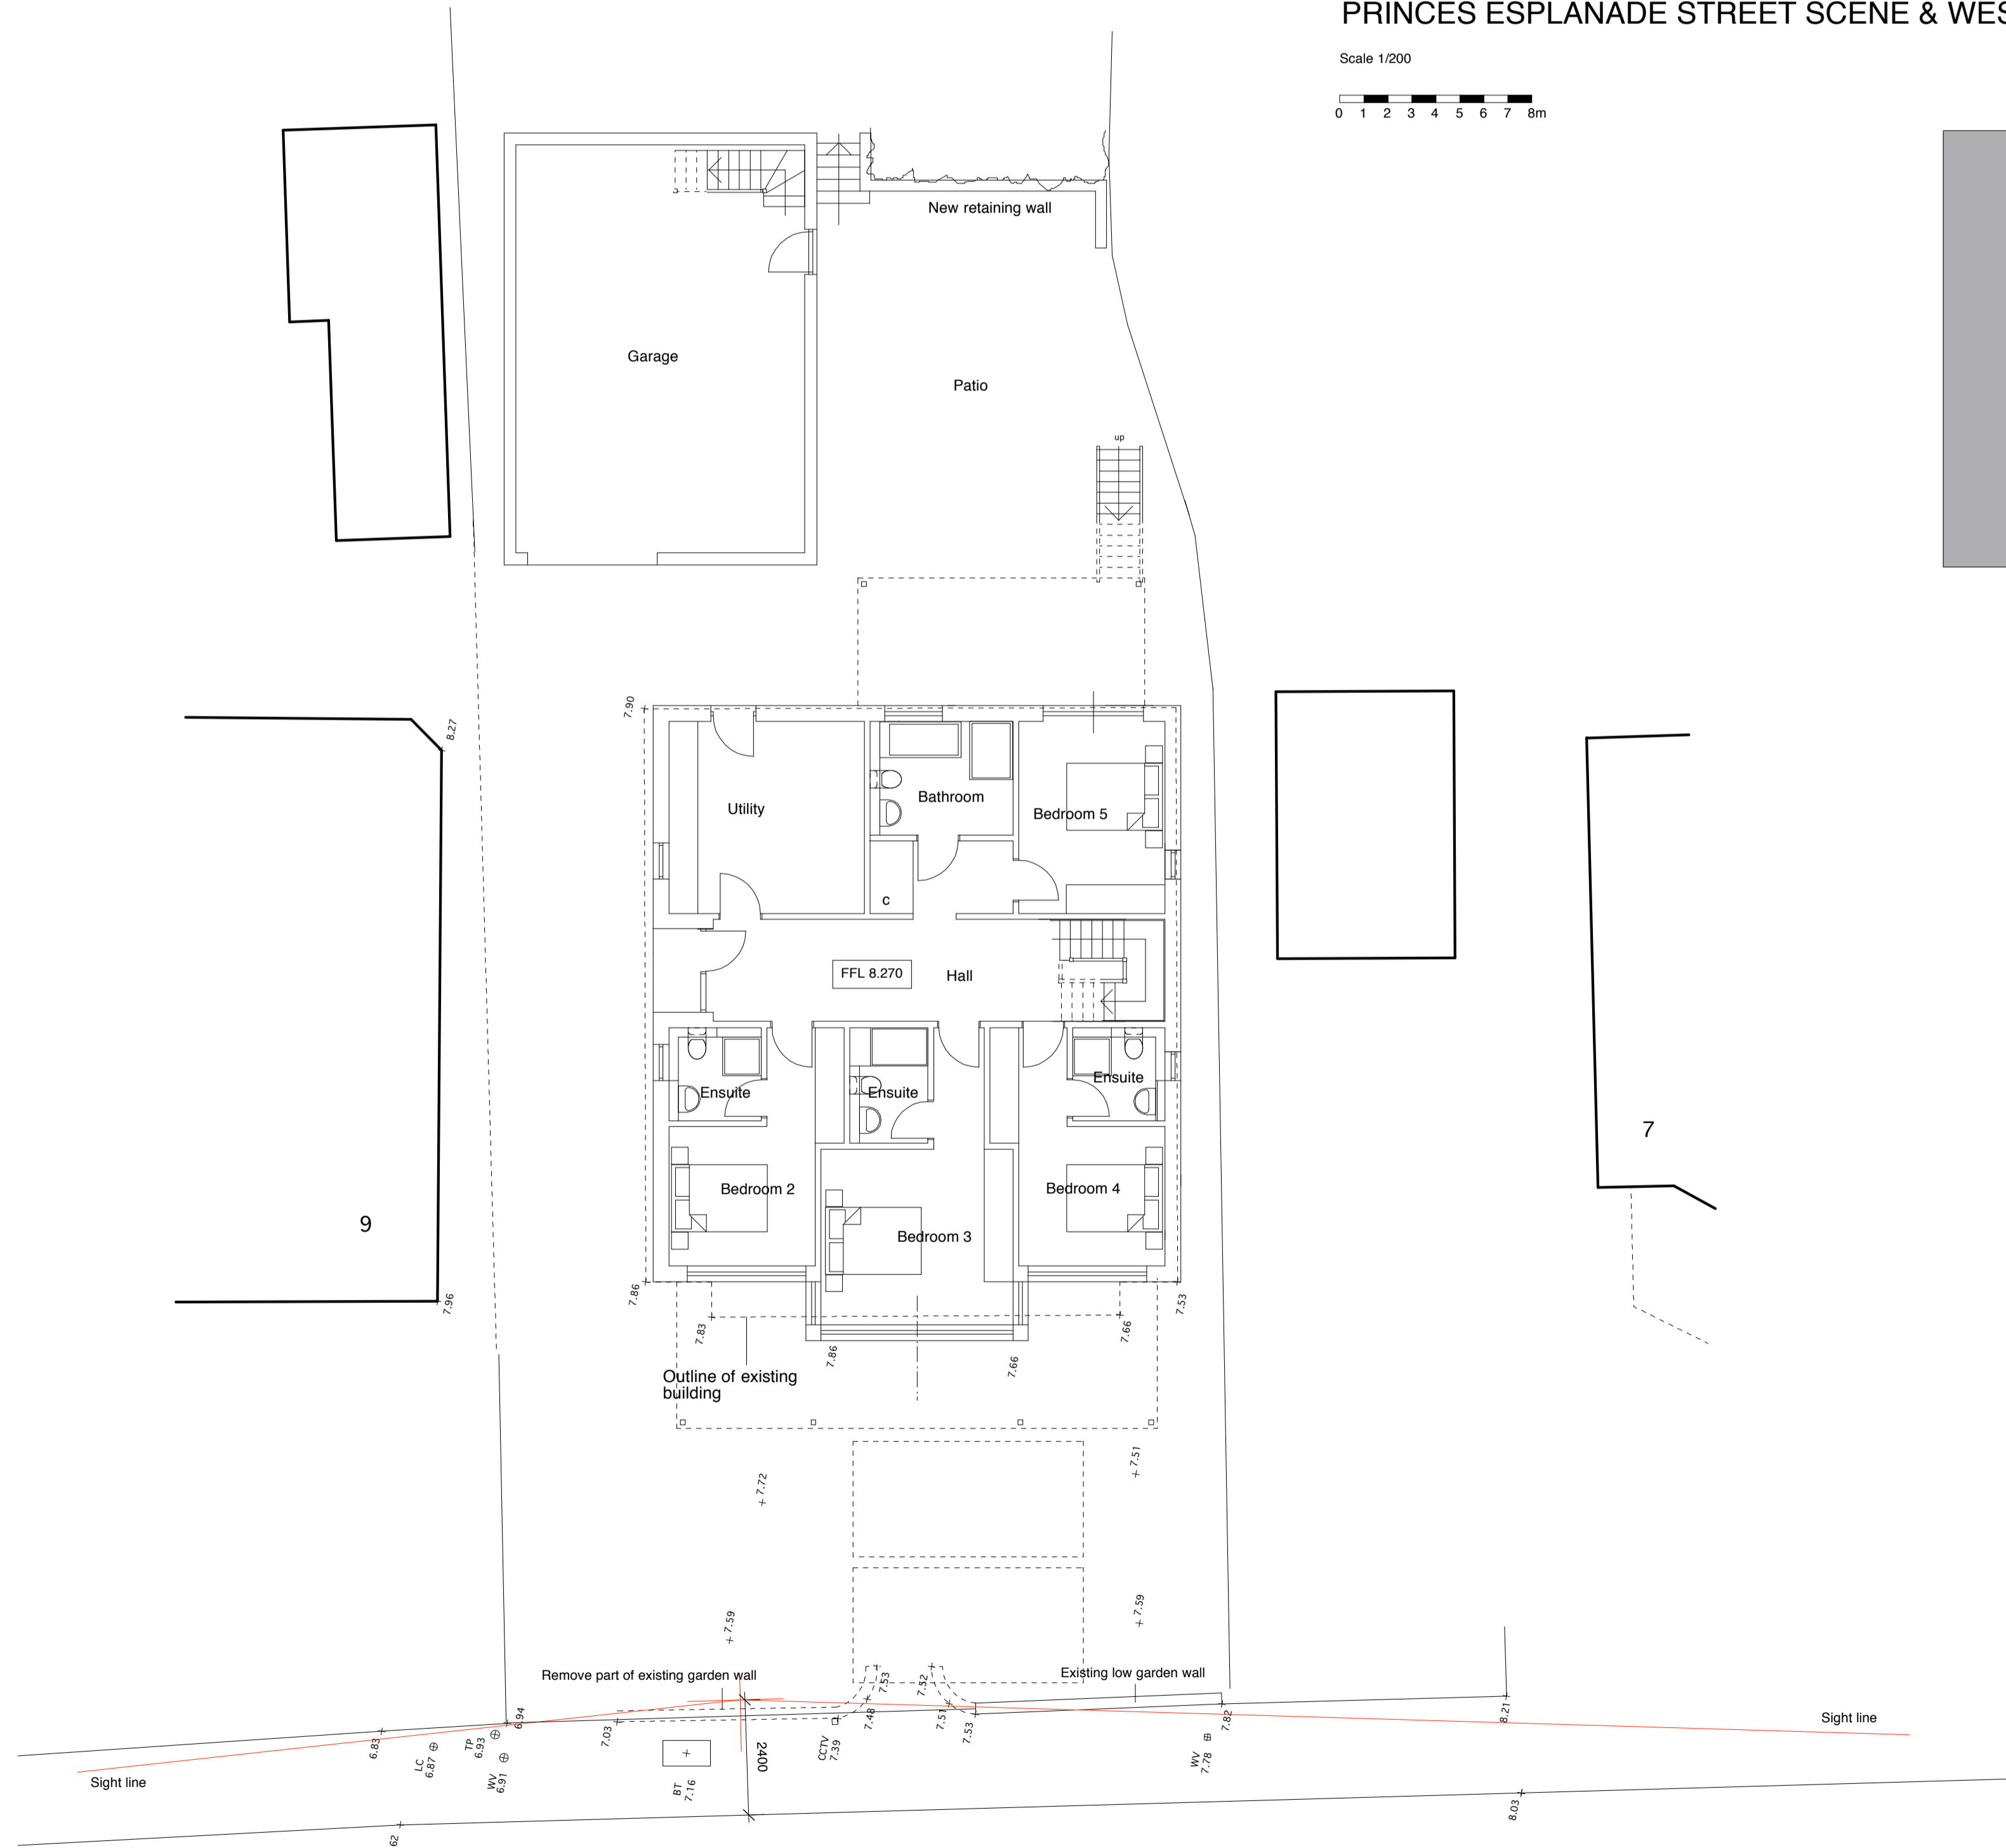 PRINCES ESPLANADE STREET SCENE & WES
Scale 1/200
0 1 2 3 4 5 6 7 8m
New retaining wall
Garage
Patio
up
7.90
8.27
Utility
Bathroom
Bedroom 5
c
FFL 8.270
Hall
Ensuite
Ensuite
Ensuite
7
Bedroom 2
Bedroom 4
9
Bedroom 3
7.86
7.96
7.53
7.83
7.66
7.86
7.66
Outline of existing
building
7.72
7.51
7.59
7.59
Remove part of existing garden wall
Existing low garden wall
7.53
7.52
6.94
7.48
7.51
7.53
7.82
8.21
Sight line
6.83
LC
6.87
TP
6.93
WV
6.91
7.03
CCTV
7.39
2400
WV
7.78
Sight line
BT
7.16
8.03
62